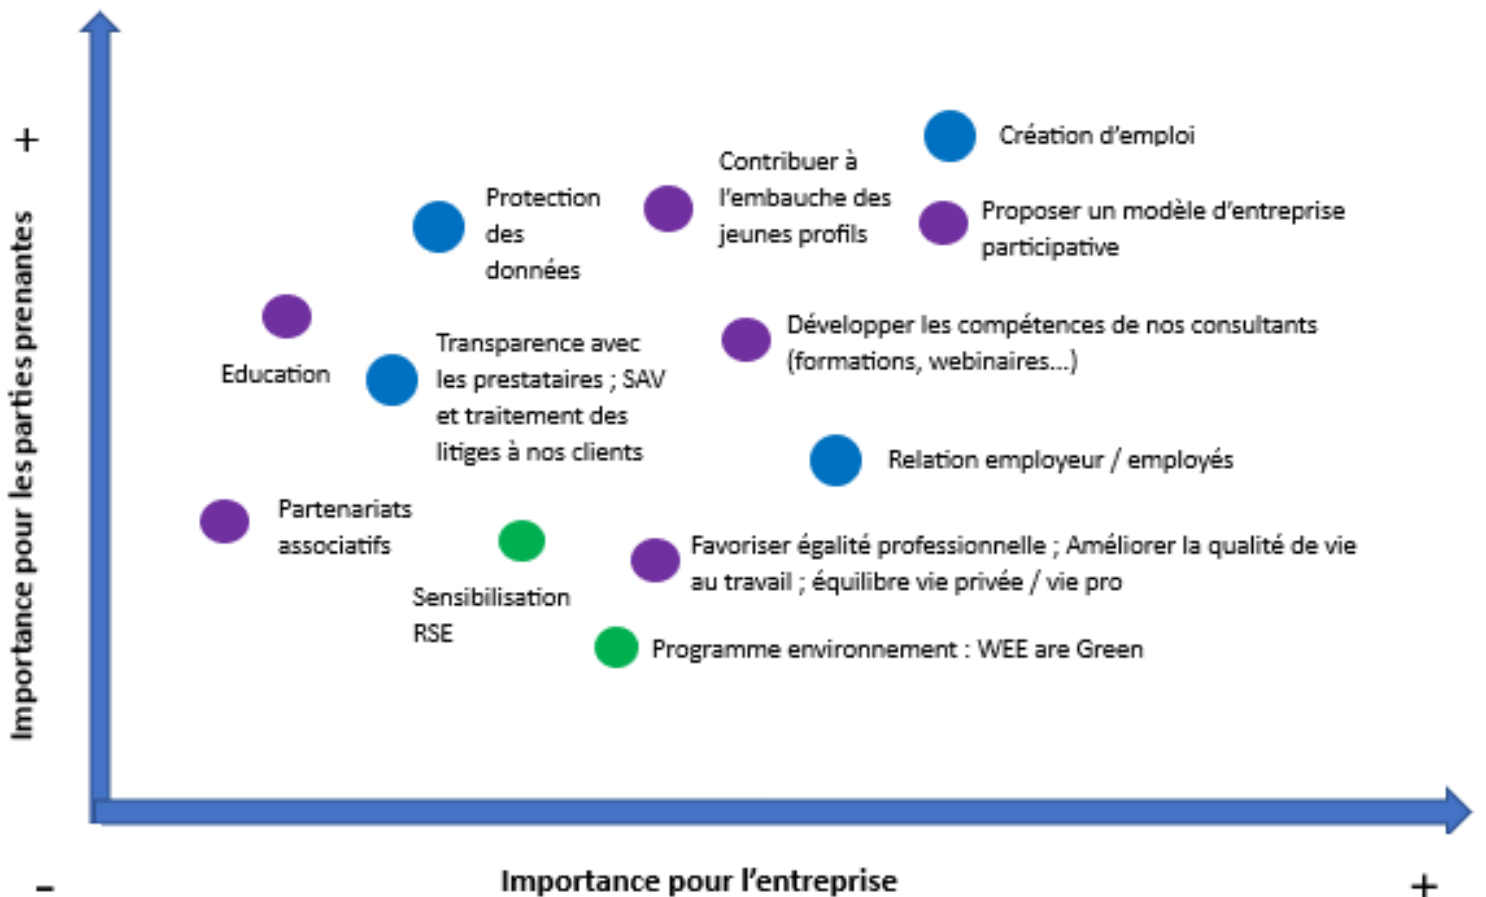 +
Importance pour les parties prenantes
Création d'emploi
Contribuer à
l'embauche des
jeunes profils
Protection
des
données
Proposer un modèle d'entreprise
participative
Education
Transparence avec
les prestataires ; SAV
et traitement des
litiges à nos clients
Développer les compétences de nos consultants
(formations, webinaires...)
Relation employeur / employés
Partenariats
associatifs
Sensibilisation
RSE
Favoriser égalité professionnelle ; Améliorer la qualité de vie
au travail ; équilibre vie privée / vie pro
Programme environnement : WEE are Green
-
Importance pour l'entreprise
+